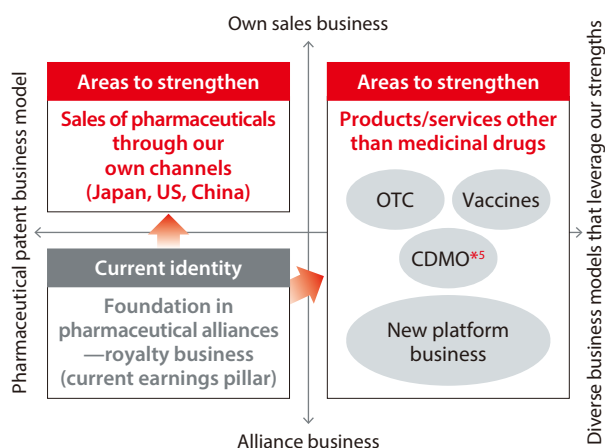 Own sales business
Pharmaceutical patent business model
Areas to strengthen
Sales of pharmaceuticals
through our
own channels
(Japan, US, China)
Current identity
Foundation in
pharmaceutical alliances
—royalty business
(current earnings pillar)
Areas to strengthen
Products/services other
than medicinal drugs
OTC
Vaccines
CDMO*5
New platform
business
Diverse business models that leverage our strengths
Alliance business